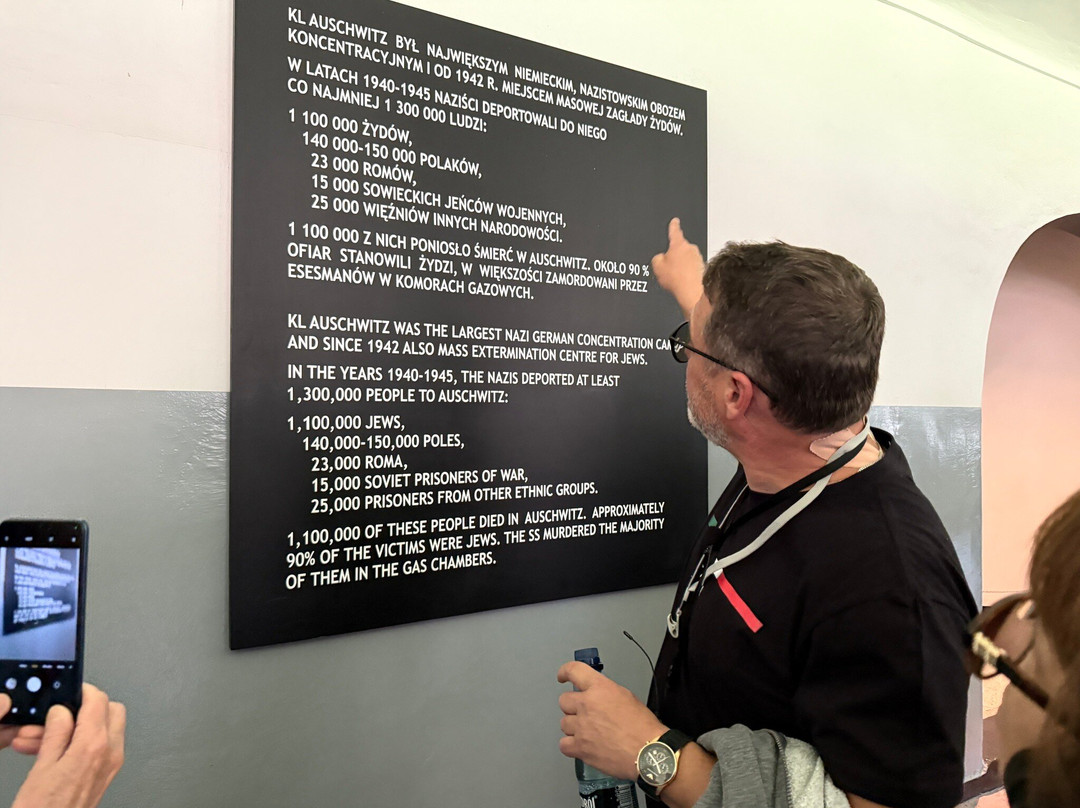 KL AUSCHWITZ BYŁ NAJWIĘKSZYM NIEMIECKIM, NAZISTOWSKIM OBOZEM
KONCENTRACYJNYM I OD 1942 R. MIEJSCEM MASOWEJ ZAGŁADY ŻYDÓW.
W LATACH 1940-1945 NAZIŚCI DEPORTOWALI DO NIEGO
CO NAJMNIEJ 1 300 000 LUDZI:
1 100 000 ŻYDÓW,
140 000-150 000 POLAKÓW,
23 000 ROMÓW,
15 000 SOWIECKICH JEŃCÓW WOJENNYCH,
25 000 WIĘŹNIÓW INNYCH NARODOWOŚCI.
1 100 000 Z NICH PONIOSŁO ŚMIERĆ W AUSCHWITZ. OKOŁO 90 %
OFIAR STANOWILI ŻYDZI, W WIĘKSZOŚCI ZAMORDOWANI PRZEZ
ESESMANÓW W KOMORACH GAZOWYCH.
KL AUSCHWITZ WAS THE LARGEST NAZI GERMAN CONCENTRATION CA
AND SINCE 1942 ALSO MASS EXTERMINATION CENTRE FOR JEWS.
IN THE YEARS 1940-1945, THE NAZIS DEPORTED AT LEAST
1,300,000 PEOPLE TO AUSCHWITZ:
1,100,000 JEWS,
140,000-150,000 POLES,
23,000 ROMA,
15,000 SOVIET PRISONERS OF WAR,
25,000 PRISONERS FROM OTHER ETHNIC GROUPS.
1,100,000 OF THESE PEOPLE DIED IN AUSCHWITZ. APPROXIMATELY
90% OF THE VICTIMS WERE JEWS. THE SS MURDERED THE MAJORITY
OF THEM IN THE GAS CHAMBERS.